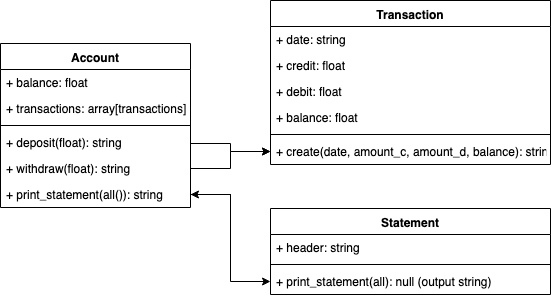 Account
+ balance: float
+ transactions: array[transactions]
+ deposit(float): string
+ withdraw(float): string
+ print_statement(all()): string
Transaction
+ date: string
+ credit: float
+ debit: float
+ balance: float
+ create(date, amount_c, amount_d, balance): strin
Statement
+ header: string
+ print_statement(all): null (output string)